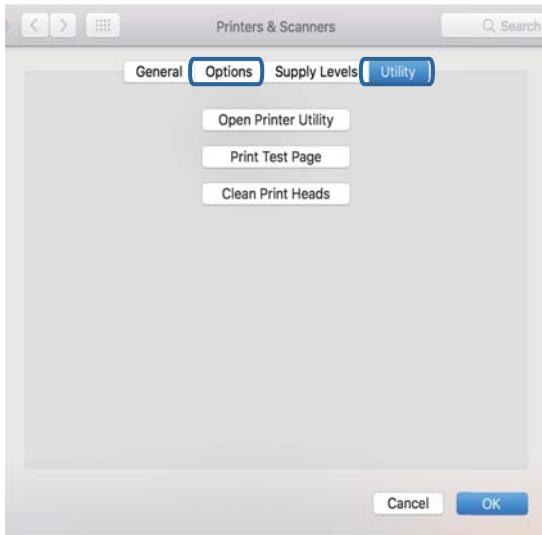 Printers & Scanners Search
General Options Supply Levels Utility
Open Printer Utility
Print Test Page
Clean Print Heads
Cancel OK